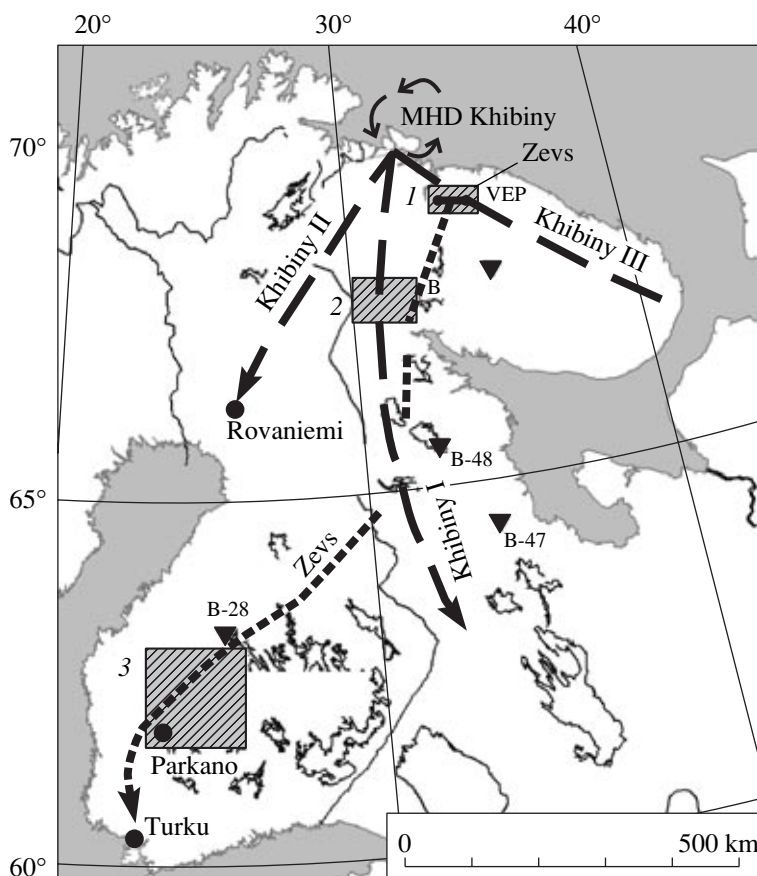 20°
30°
40°
70°
MHD Khibiny
Zevs
1
VEP
Khibiny II
Khibiny III
B
2
Rovaniemi
B-48
65°
Khibiny I
B-47
Zevs
B-28
3
Parkano
Turku
0
500 km
60°